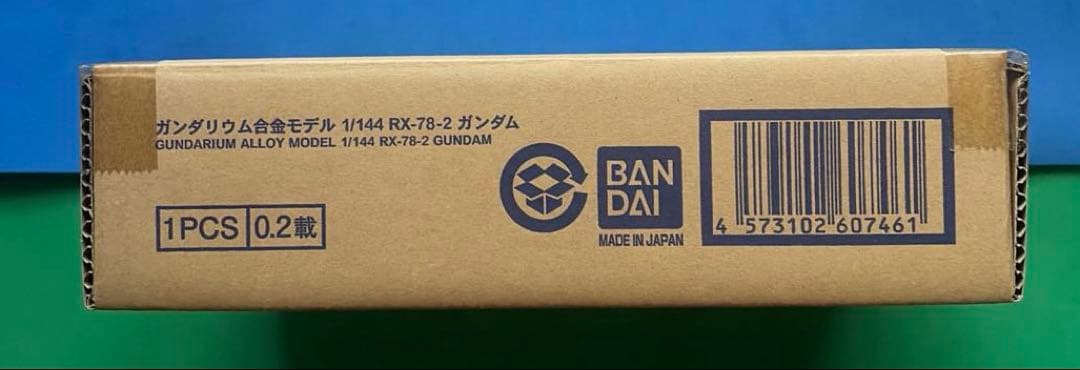 ガンダリウム合金モデル 1/144 RX-78-2 ガンダム
GUNDARIUM ALLOY MODEL 1/144 RX-78-2 GUNDAM
1PCS 0.2載
BAN
DAI
MADE IN JAPAN
4 573102 607461